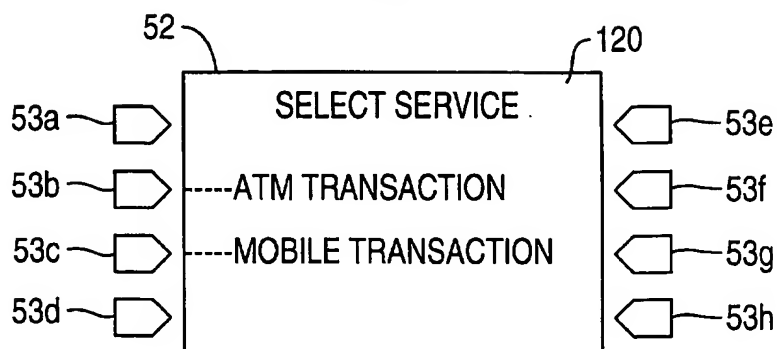 52
120
53a
SELECT SERVICE
53e
53b
-----ATM TRANSACTION
53f
53c
-----MOBILE TRANSACTION
53g
53d
53h